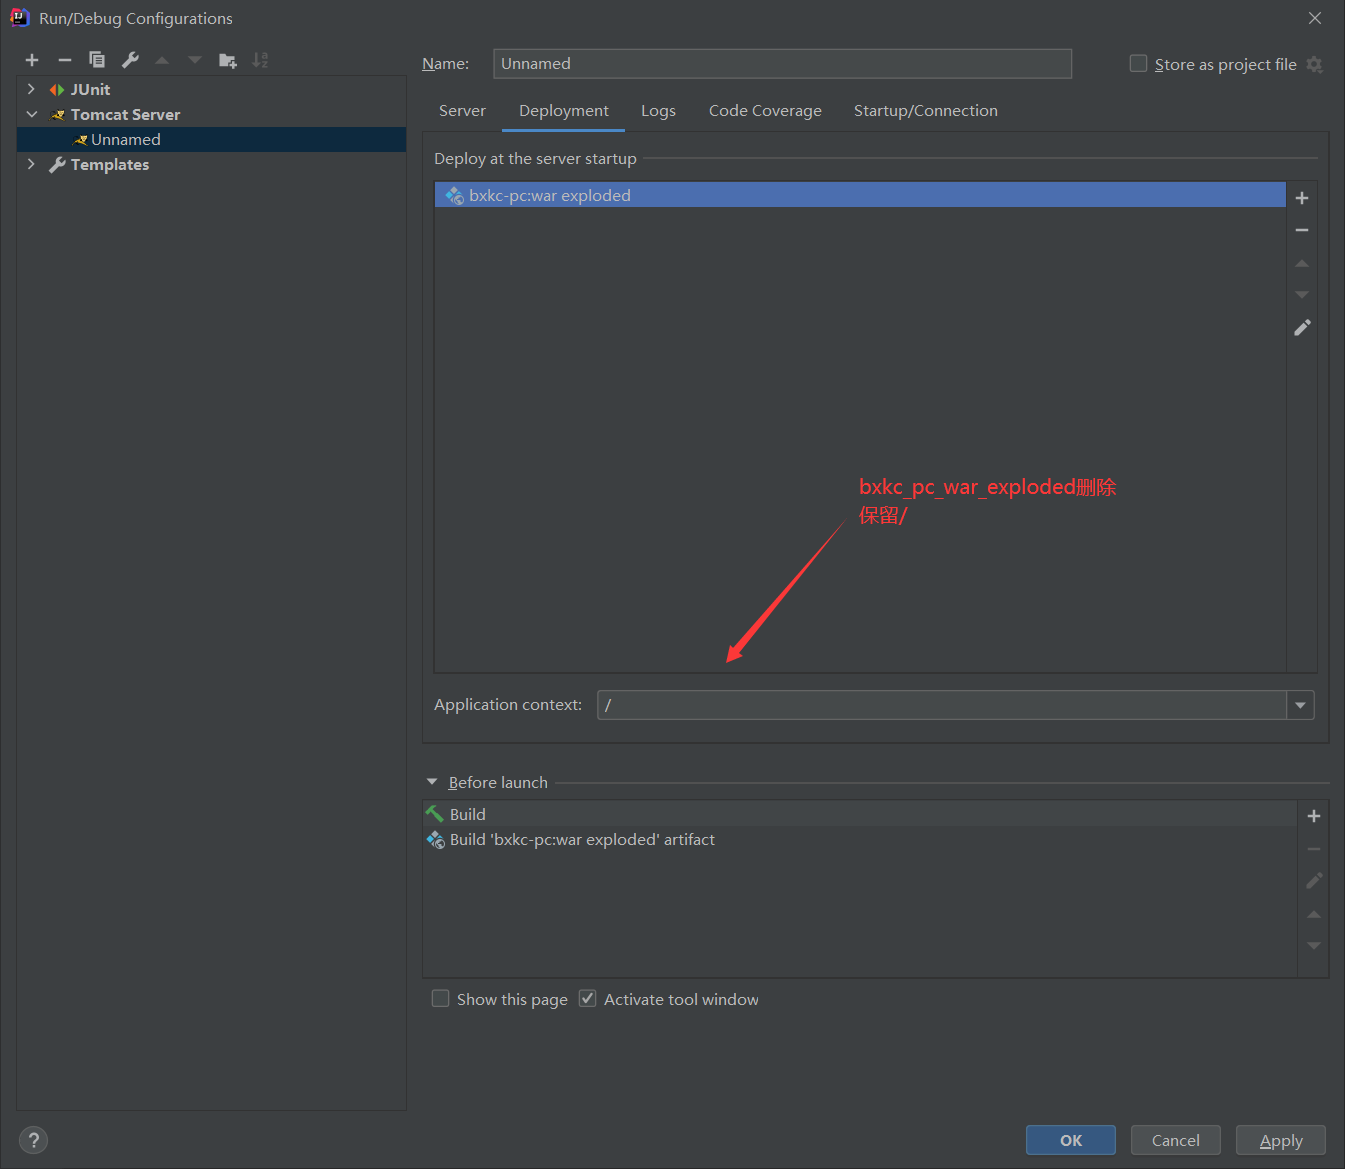 Run/Debug Configurations
JUnit
Tomcat Server
Unnamed
Templates
Name:
Unnamed
Store as project file
Server
Deployment
Logs
Code Coverage
Startup/Connection
Deploy at the server startup
bxkc-pc:war exploded
bxkc_pc_war_exploded删除
保留/
Application context:
/
Before launch
Build
Build 'bxkc-pc:war exploded' artifact
Show this page
Activate tool window
?
OK
Cancel
Apply